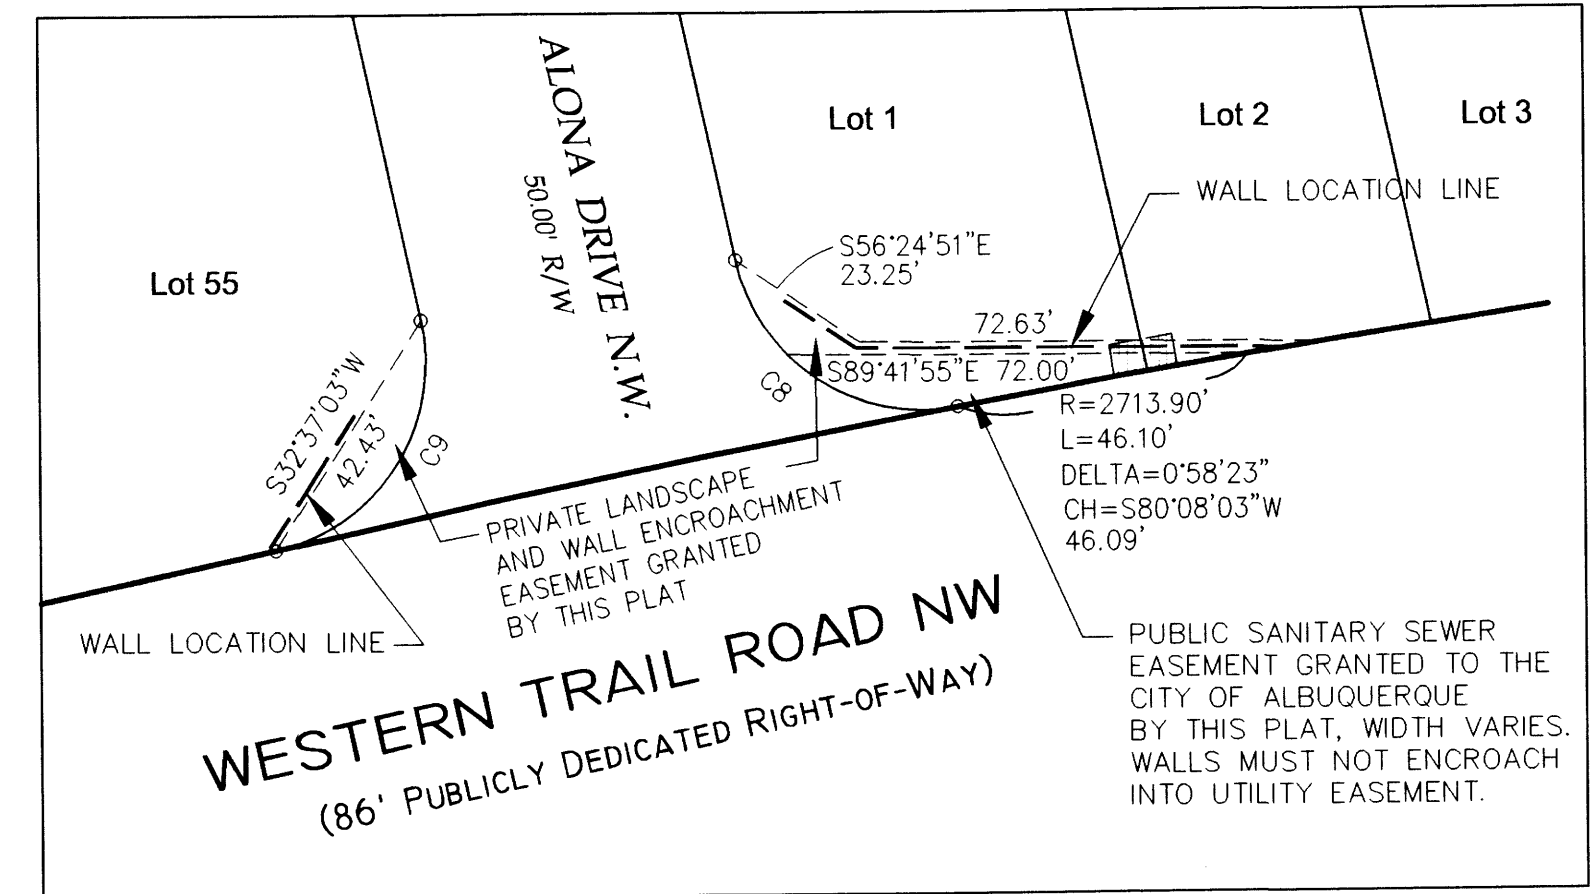 ALONA DRIVE N.W.
50.00' R/W
Lot 1
Lot 2
Lot 3
WALL LOCATION LINE
S56°24'51"E
23.25'
Lot 55
72.63'
S89°41'55"E 72.00'
C8
R=2713.90'
L=46.10'
DELTA=0°58'23"
CH=S80°08'03"W
46.09'
S32°37'03"W
42.43'
C9
PRIVATE LANDSCAPE
AND WALL ENCROACHMENT
EASEMENT GRANTED
BY THIS PLAT
WALL LOCATION LINE
WESTERN TRAIL ROAD NW
(86' PUBLICLY DEDICATED RIGHT-OF-WAY)
PUBLIC SANITARY SEWER
EASEMENT GRANTED TO THE
CITY OF ALBUQUERQUE
BY THIS PLAT, WIDTH VARIES.
WALLS MUST NOT ENCROACH
INTO UTILITY EASEMENT.